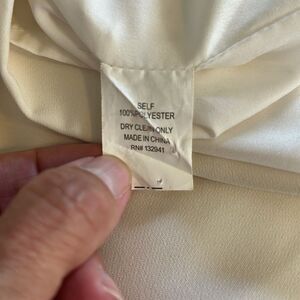 SELF
100%POLYESTER
DRY CLEAN ONLY
MADE IN CHINA
RN# 132941